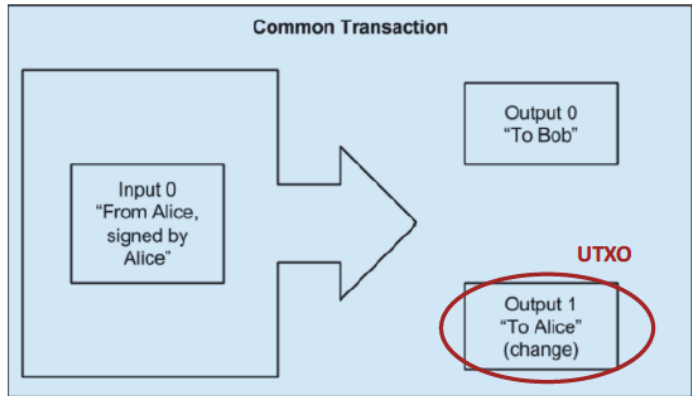 Common Transaction
Input 0
“From Alice,
signed by
Alice”
Output 0
“To Bob”
UTXO
Output 1
“To Alice”
(change)